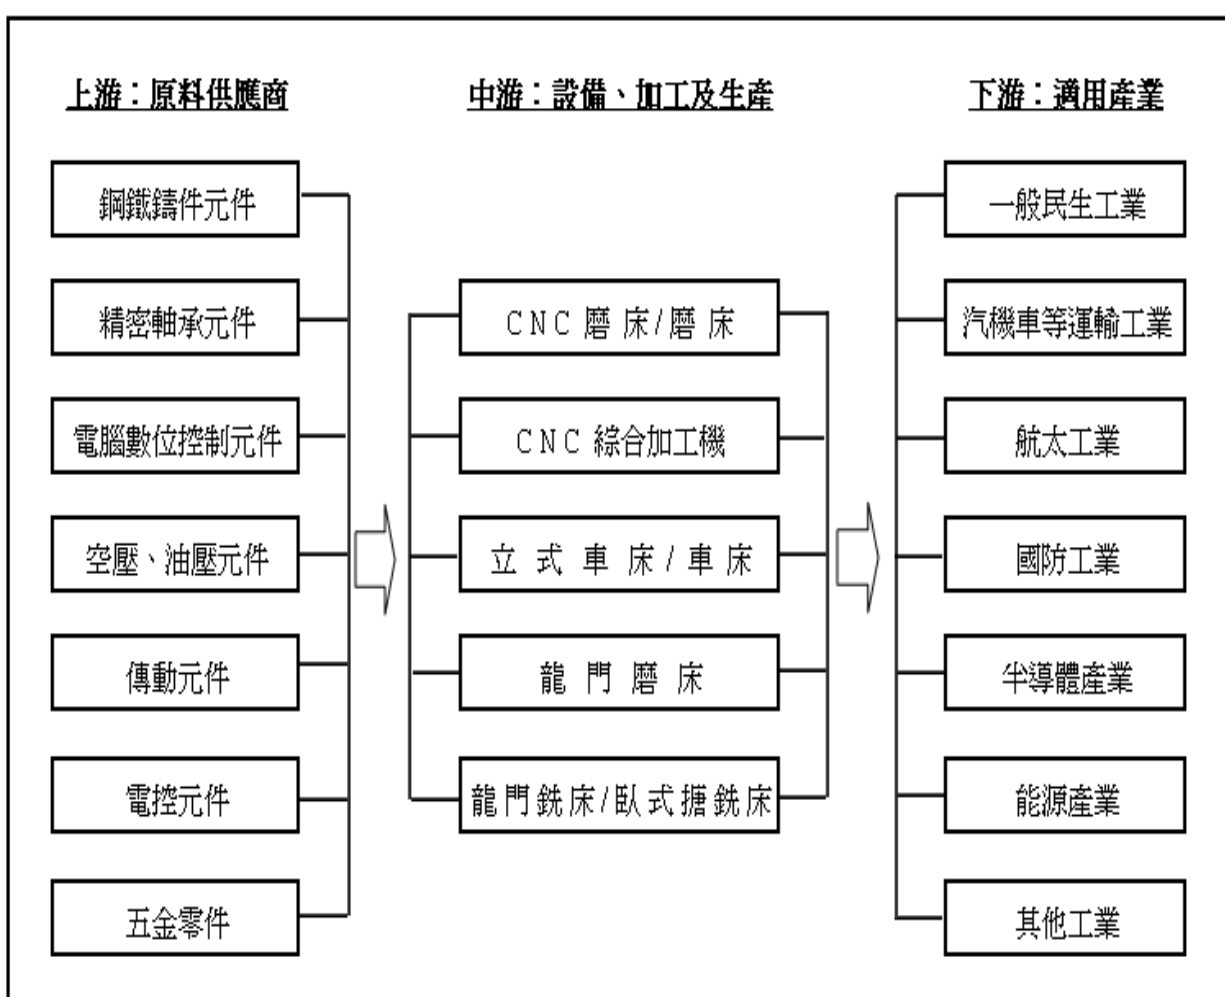 上游：原料供應商
鋼鐵鑄件元件
精密軸承元件
電腦數位控制元件
空壓、油壓元件
傳動元件
電控元件
五金零件
中游：設備、加工及生產
CNC 磨床/磨床
CNC 綜合加工機
立式車床/車床
龍門磨床
龍門銑床/臥式搪銑床
下游：適用產業
一般民生工業
汽機車等運輸工業
航太工業
國防工業
半導體產業
能源產業
其他工業